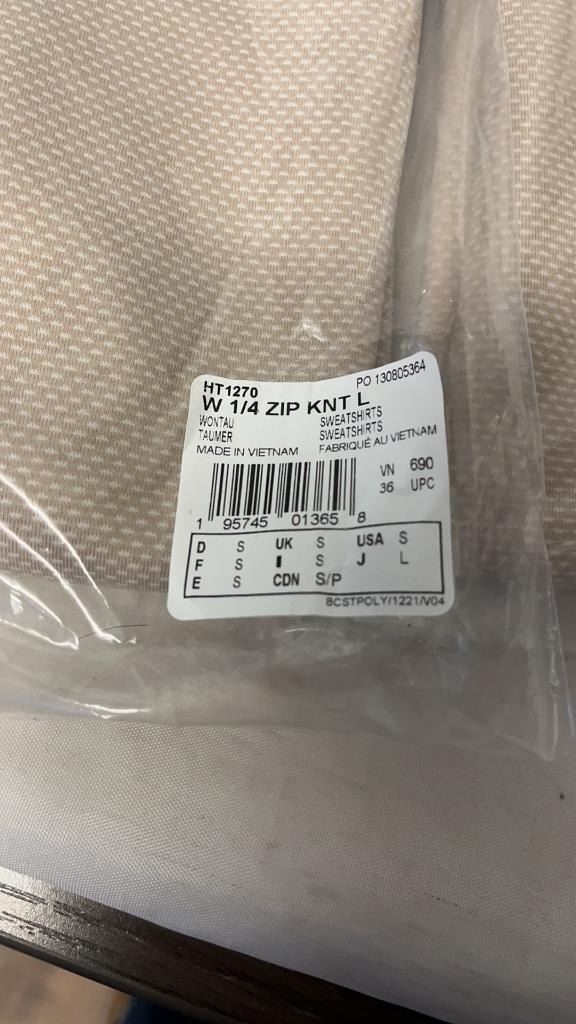 HT1270 PO 130805364
W 1/4 ZIP KNT L
WONTAU SWEATSHIRTS
TAUMER SWEATSHIRTS
MADE IN VIETNAM FABRIQUÉ AU VIETNAM
VN 690
36 UPC
1 95745 01365 8
D S UK S USA S
F S I S J L
E S CDN S/P
BCSTPOLY/1221/V04